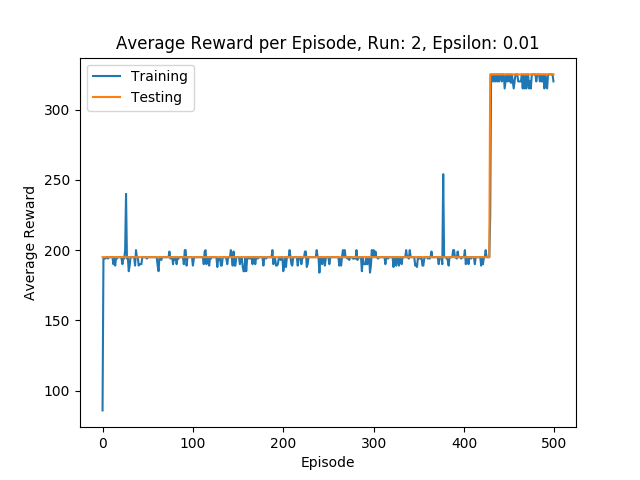 Average Reward per Episode, Run: 2, Epsilon: 0.01
Training
Testing
300
250
200
150
100
Average Reward
0 100 200 300 400 500
Episode